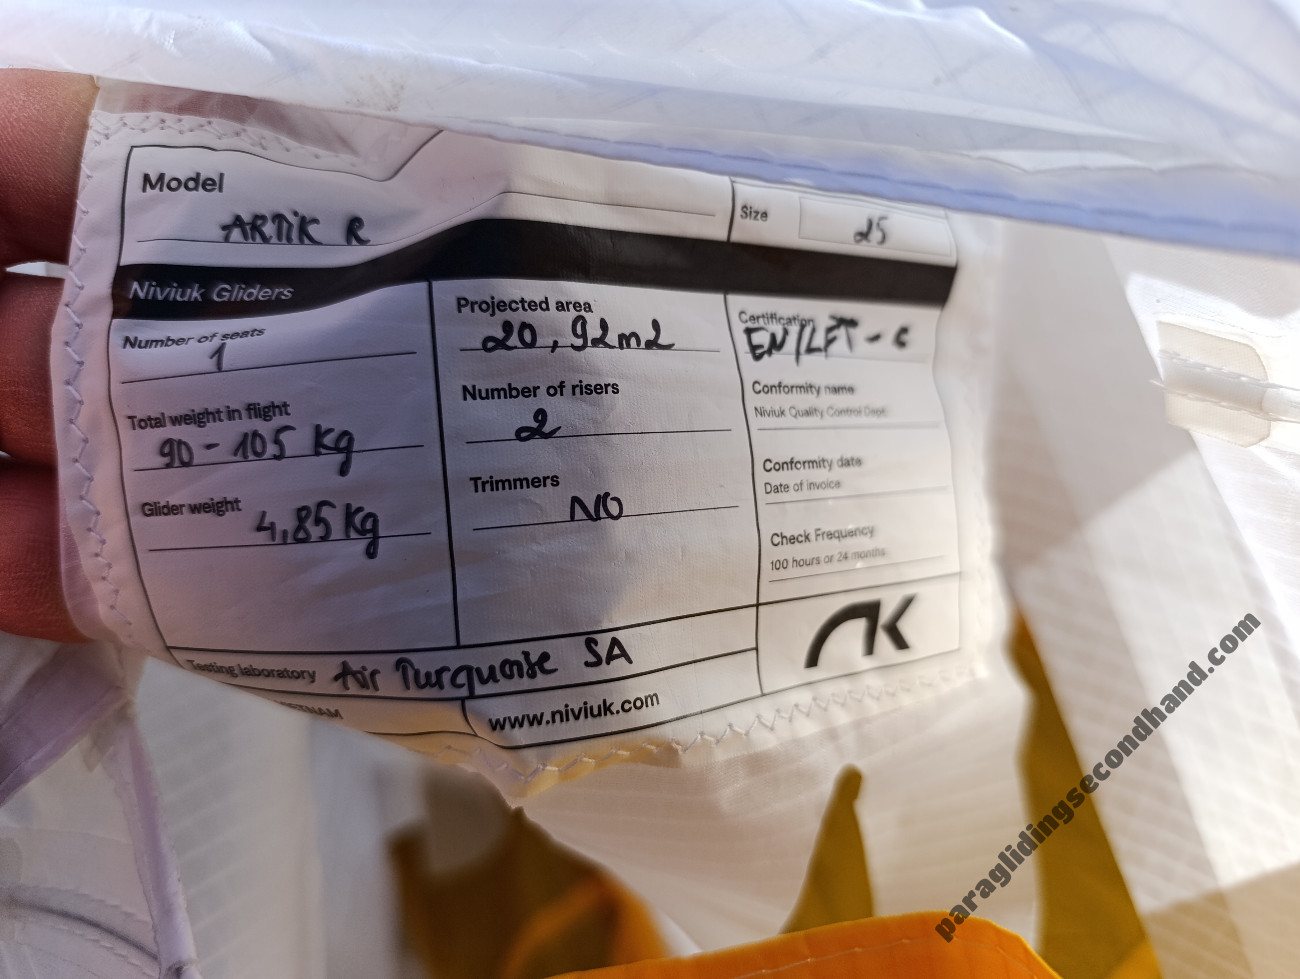 Model
ARTIK R
Size
25
Niviuk Gliders
Number of seats
1
Total weight in flight
90 - 105 Kg
Glider weight
4,85 Kg
Projected area
20,92m2
Number of risers
2
Trimmers
NO
Certification
EN/LFT - C
Conformity name
Niviuk Quality Control Dept.
Conformity date
Date of invoice
Check Frequency
100 hours or 24 months
Testing laboratory Air Turquoise SA
www.niviuk.com
paraglidingsecondhand.com